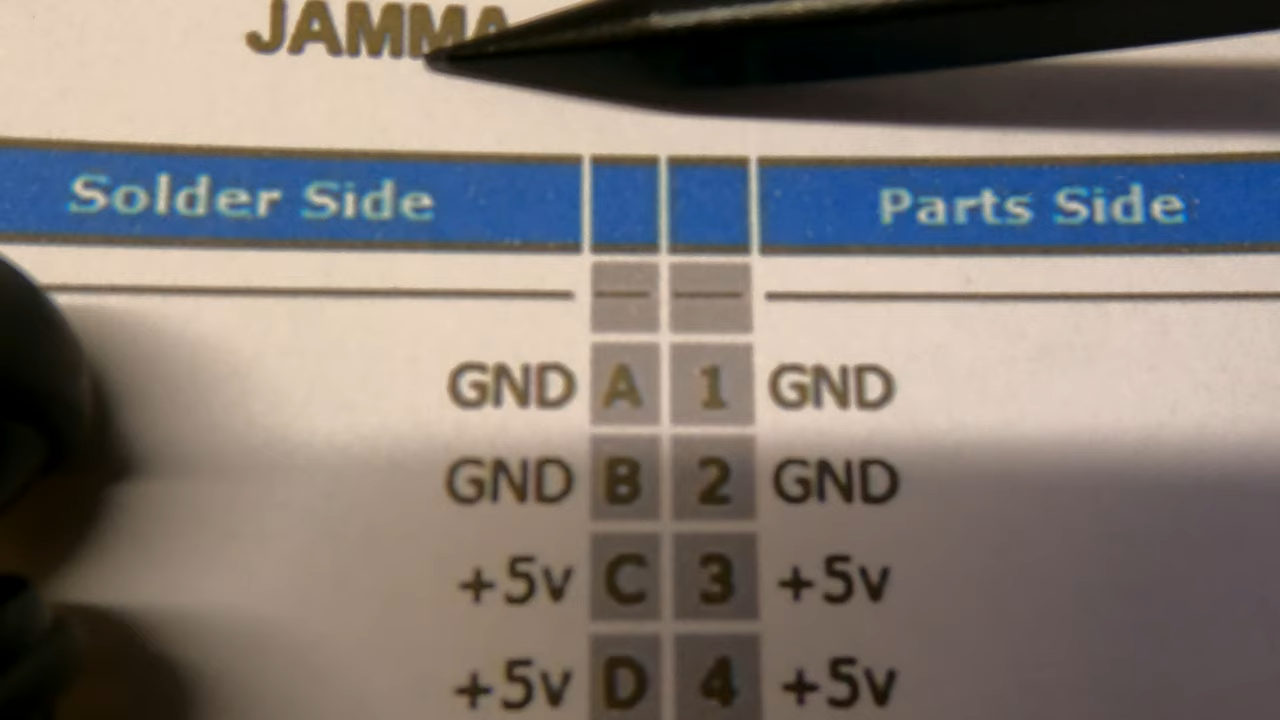 JAMMA
Solder Side Parts Side
GND A 1 GND
GND B 2 GND
+5v C 3 +5v
+5v D 4 +5v